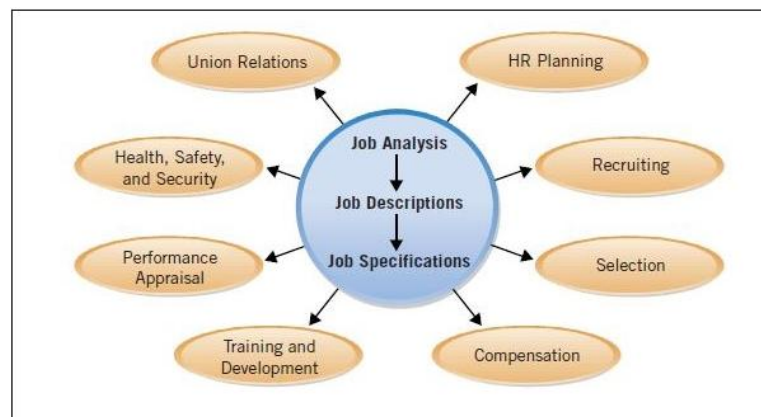 Union Relations
HR Planning
Job Analysis
Health, Safety,
and Security
Recruiting
Job Descriptions
Performance
Appraisal
Job Specifications
Selection
Training and
Development
Compensation